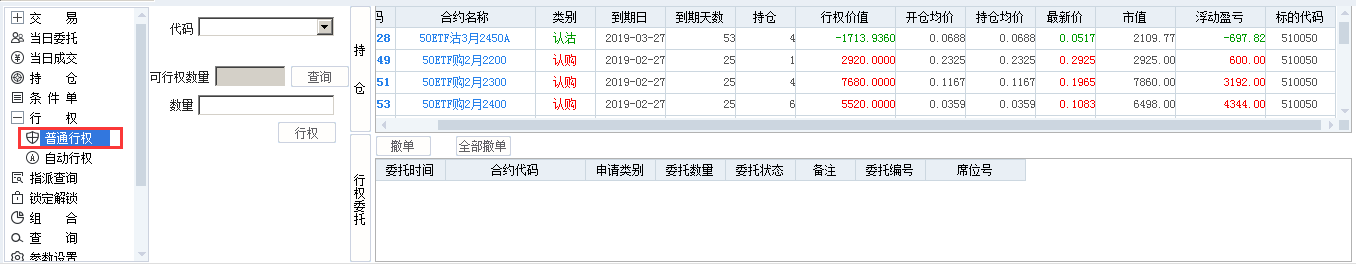 交 易
当日委托
当日成交
持 仓
条 件 单
行 权
普通行权
自动行权
指派查询
锁定解锁
组 合
查 询
参数设置
代码
可行权数量 查询
数量
行权
持 仓
行权委托
码 合约名称 类别 到期日 到期天数 持仓 行权价值 开仓均价 持仓均价 最新价 市值 浮动盈亏 标的代码
28 50ETF沽3月2450A 认沽 2019-03-27 53 4 -1713.9360 0.0688 0.0688 0.0517 2109.77 -697.82 510050
49 50ETF购2月2200 认购 2019-02-27 25 1 2920.0000 0.2325 0.2325 0.2925 2925.00 600.00 510050
51 50ETF购2月2300 认购 2019-02-27 25 4 7680.0000 0.1167 0.1167 0.1965 7860.00 3192.00 510050
53 50ETF购2月2400 认购 2019-02-27 25 6 5520.0000 0.0359 0.0359 0.1083 6498.00 4344.00 510050
撤单 全部撤单
委托时间 合约代码 申请类别 委托数量 委托状态 备注 委托编号 席位号